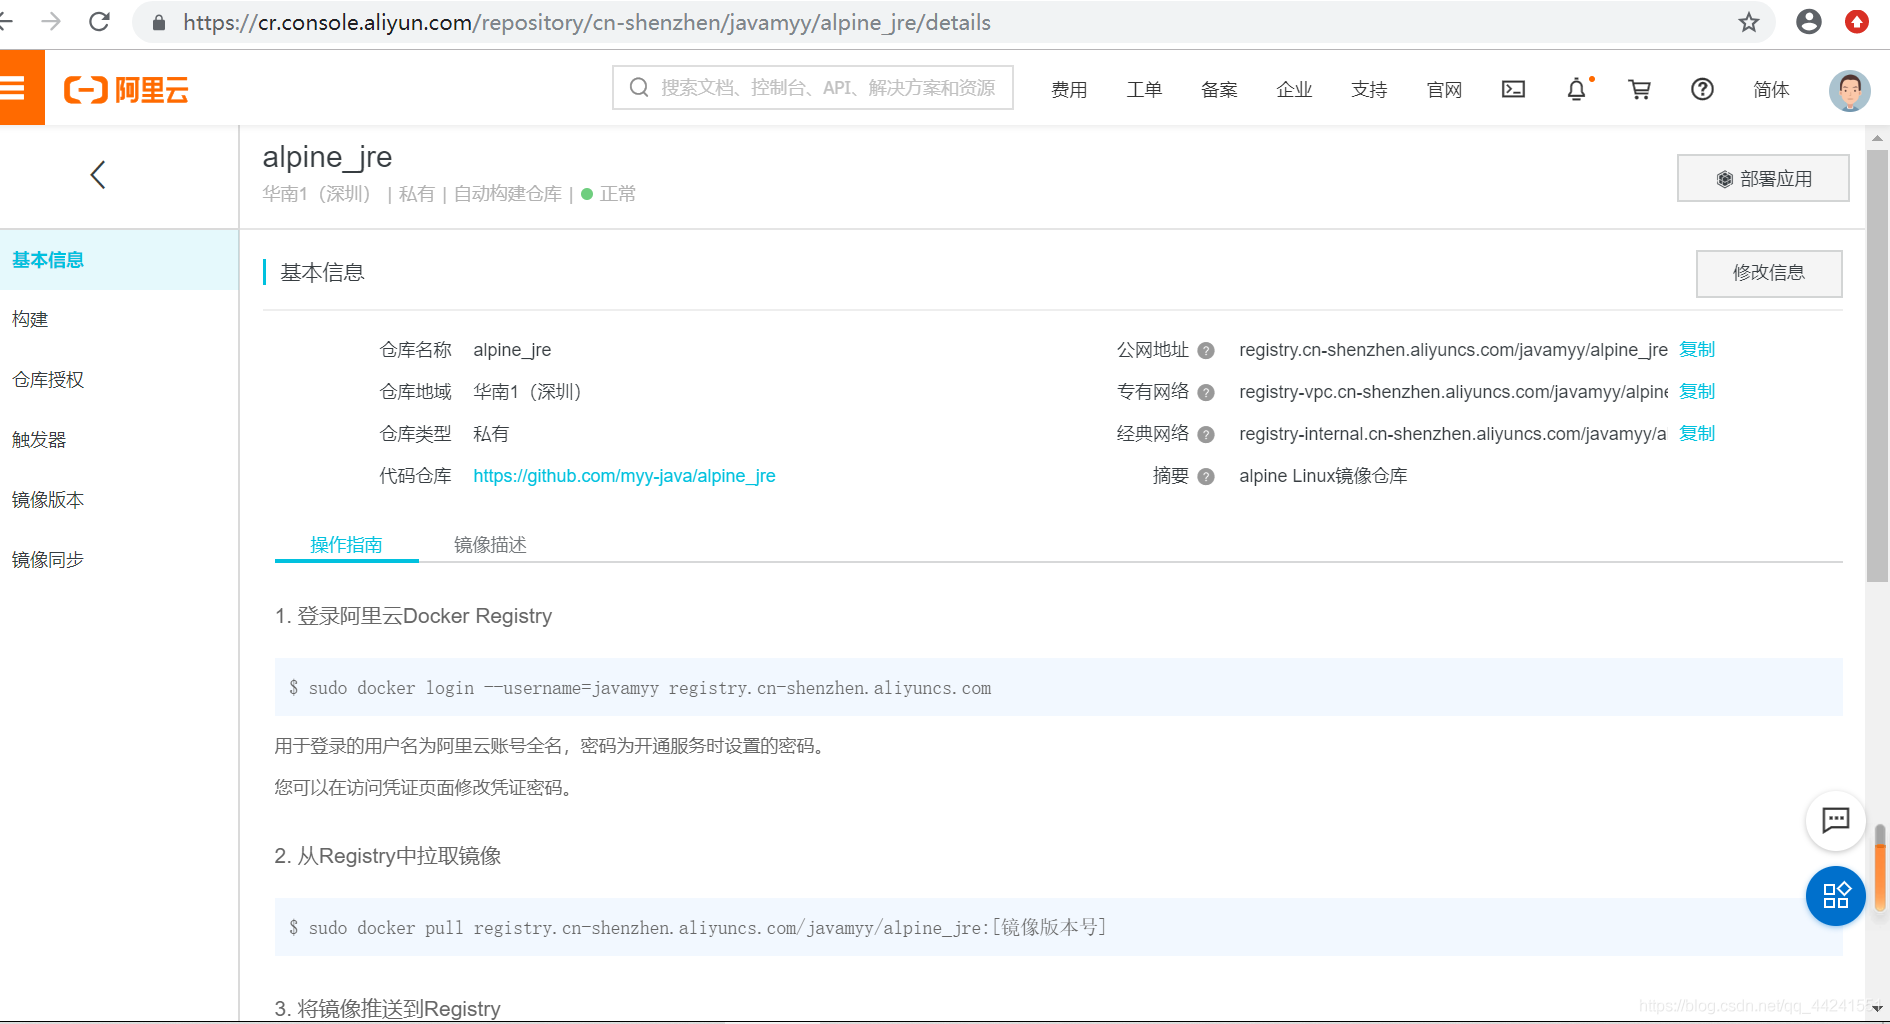 https://cr.console.aliyun.com/repository/cn-shenzhen/javamyy/alpine_jre/details
阿里云
搜索文档、控制台、API、解决方案和资源
费用 工单 备案 企业 支持 官网 简体
alpine_jre
华南1（深圳） | 私有 | 自动构建仓库 | 正常
部署应用
基本信息
构建
仓库授权
触发器
镜像版本
镜像同步
基本信息
修改信息
仓库名称 alpine_jre
公网地址 ? registry.cn-shenzhen.aliyuncs.com/javamyy/alpine_jre 复制
仓库地域 华南1（深圳）
专有网络 ? registry-vpc.cn-shenzhen.aliyuncs.com/javamyy/alpine 复制
仓库类型 私有
经典网络 ? registry-internal.cn-shenzhen.aliyuncs.com/javamyy/a 复制
代码仓库 https://github.com/myy-java/alpine_jre
摘要 ? alpine Linux镜像仓库
操作指南 镜像描述
1. 登录阿里云Docker Registry
$ sudo docker login --username=javamyy registry.cn-shenzhen.aliyuncs.com
用于登录的用户名为阿里云账号全名，密码为开通服务时设置的密码。
您可以在访问凭证页面修改凭证密码。
2. 从Registry中拉取镜像
$ sudo docker pull registry.cn-shenzhen.aliyuncs.com/javamyy/alpine_jre:[镜像版本号]
3. 将镜像推送到Registry